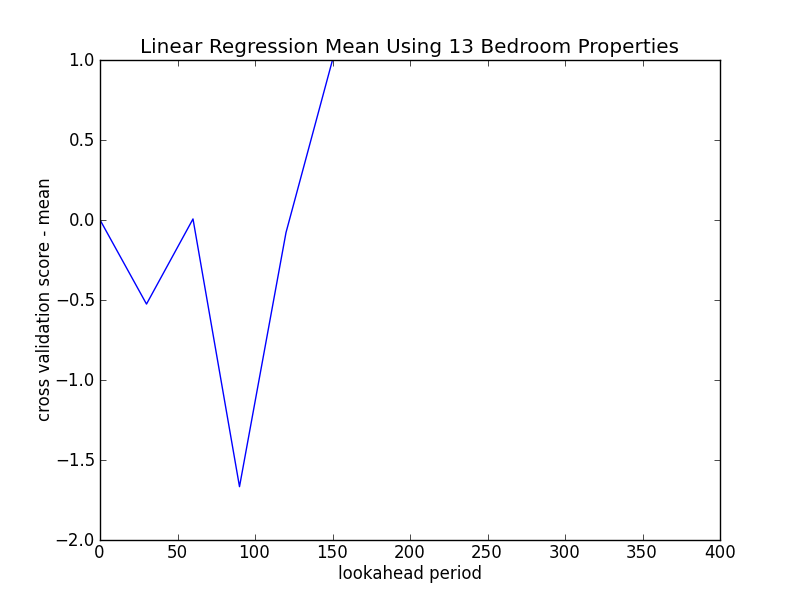 Linear Regression Mean Using 13 Bedroom Properties
1.0
0.5
0.0
−0.5
−1.0
−1.5
−2.0
cross validation score - mean
0 50 100 150 200 250 300 350 400
lookahead period